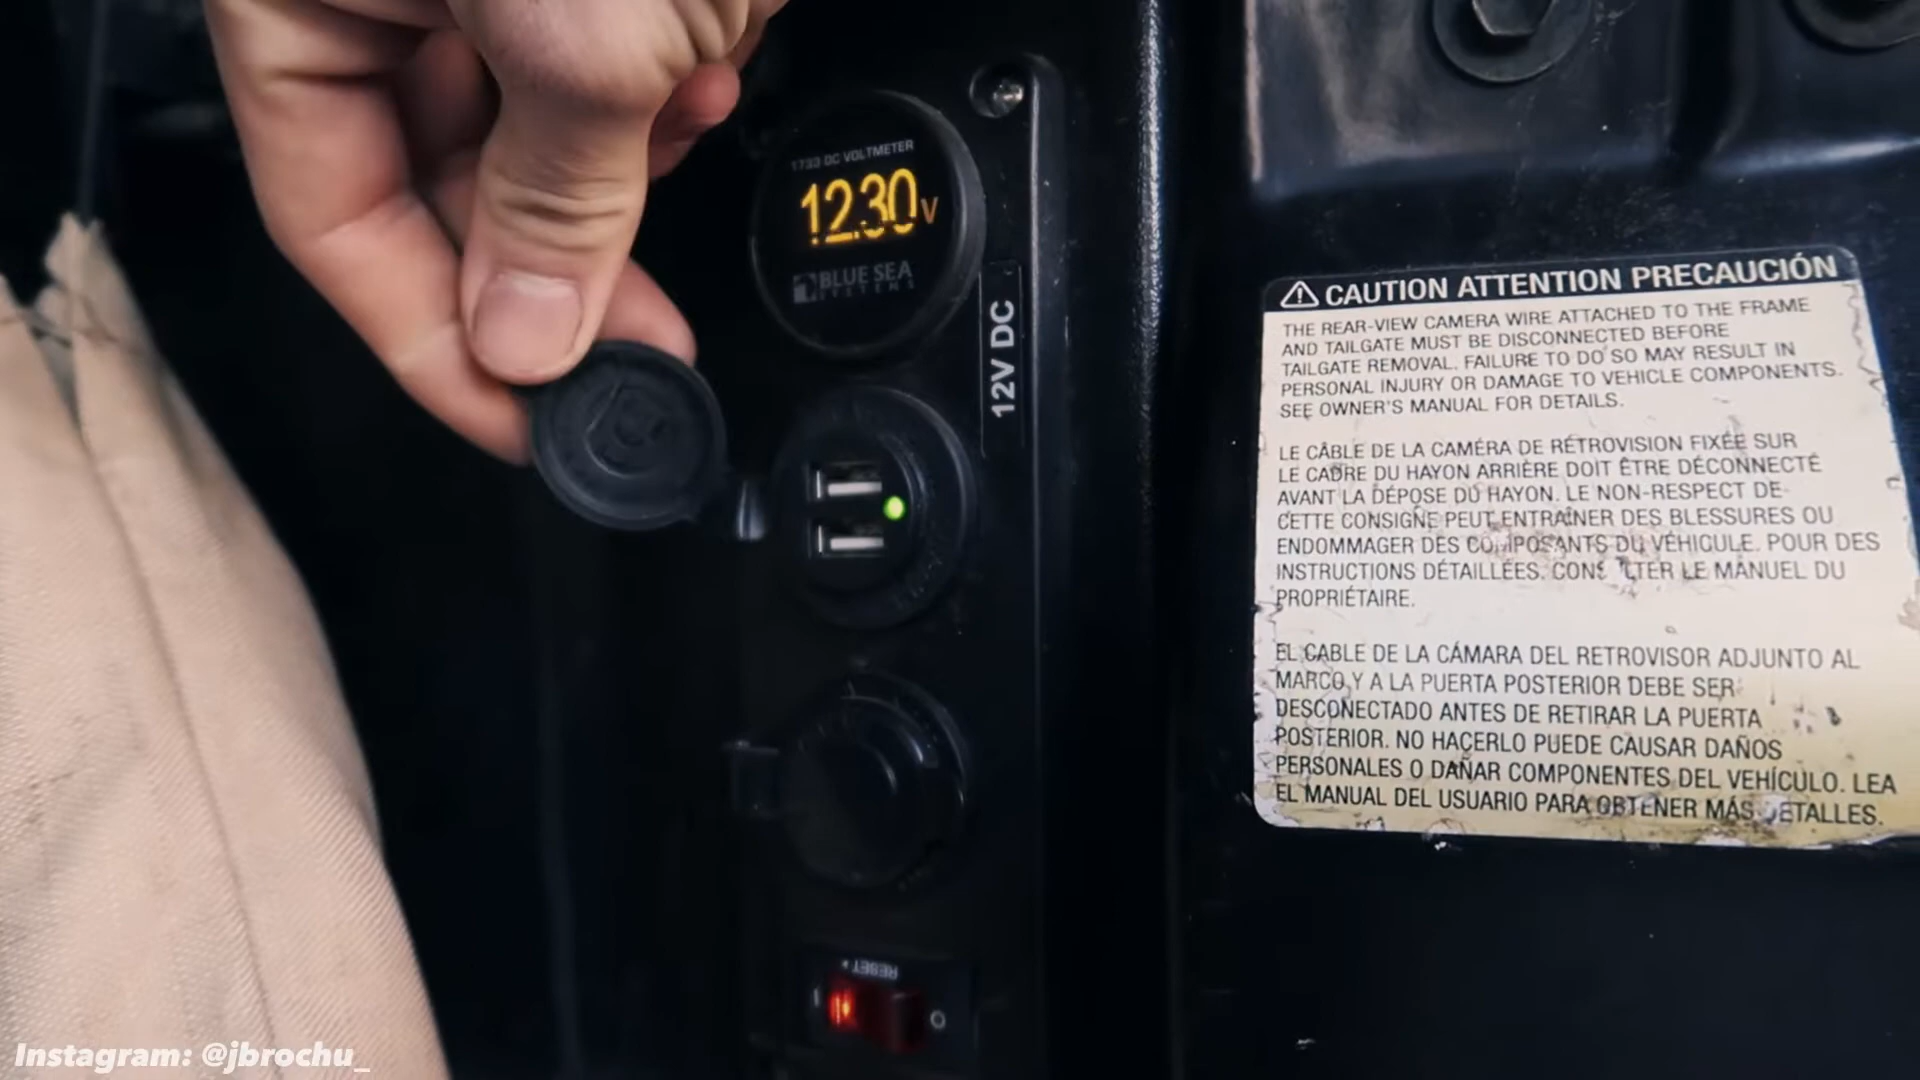 1733 DC VOLTMETER
12.30V
BLUE SEA
SYSTEMS
12V DC
RESET
I O
⚠ CAUTION ATTENTION PRECAUCIÓN
THE REAR-VIEW CAMERA WIRE ATTACHED TO THE FRAME
AND TAILGATE MUST BE DISCONNECTED BEFORE
TAILGATE REMOVAL. FAILURE TO DO SO MAY RESULT IN
PERSONAL INJURY OR DAMAGE TO VEHICLE COMPONENTS.
SEE OWNER'S MANUAL FOR DETAILS.
LE CÂBLE DE LA CAMÉRA DE RÉTROVISION FIXÉE SUR
LE CADRE DU HAYON ARRIÈRE DOIT ÊTRE DÉCONNECTÉ
AVANT LA DÉPOSE DU HAYON. LE NON-RESPECT DE
CETTE CONSIGNE PEUT ENTRAÎNER DES BLESSURES OU
ENDOMMAGER DES COMPOSANTS DU VÉHICULE. POUR DES
INSTRUCTIONS DÉTAILLÉES. CONSULTER LE MANUEL DU
PROPRIÉTAIRE.
EL CABLE DE LA CÁMARA DEL RETROVISOR ADJUNTO AL
MARCO Y A LA PUERTA POSTERIOR DEBE SER
DESCONECTADO ANTES DE RETIRAR LA PUERTA
POSTERIOR. NO HACERLO PUEDE CAUSAR DAÑOS
PERSONALES O DAÑAR COMPONENTES DEL VEHÍCULO. LEA
EL MANUAL DEL USUARIO PARA OBTENER MÁS DETALLES.
Instagram: @jbrochu_